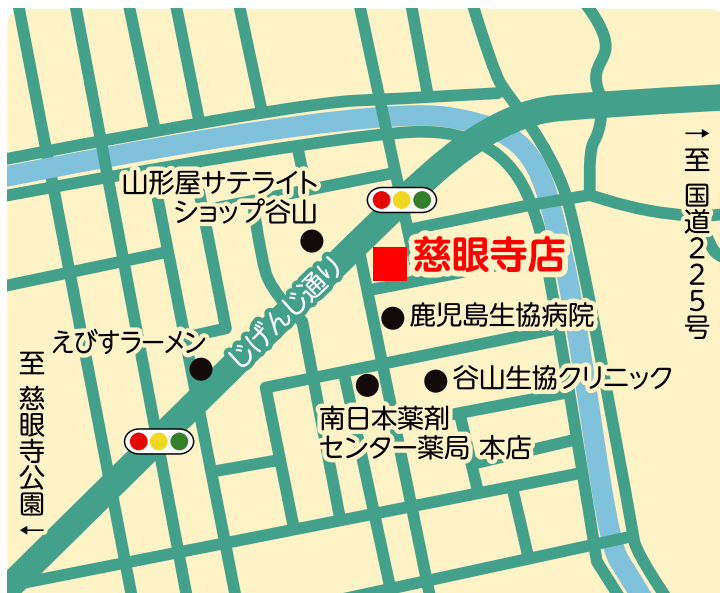 山形屋サテライト
ショップ谷山
→至 国道225号
慈眼寺店
じげんじ通り
鹿児島生協病院
えびすラーメン
至 慈眼寺公園←
谷山生協クリニック
南日本薬剤
センター薬局 本店